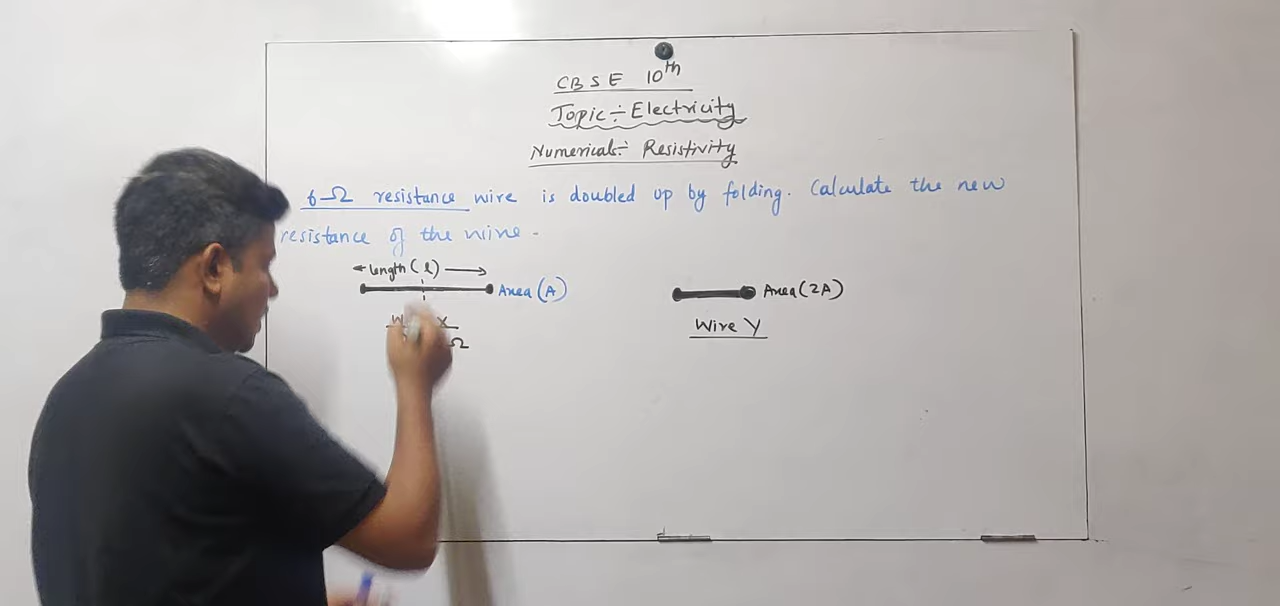 CBSE 10th
Topic ÷ Electricity
Numericals ÷ Resistivity
6 Ω resistance wire is doubled up by folding. Calculate the new
resistance of the wire.
length (l)
Area (A)
Area (2A)
Wire Y
Ω